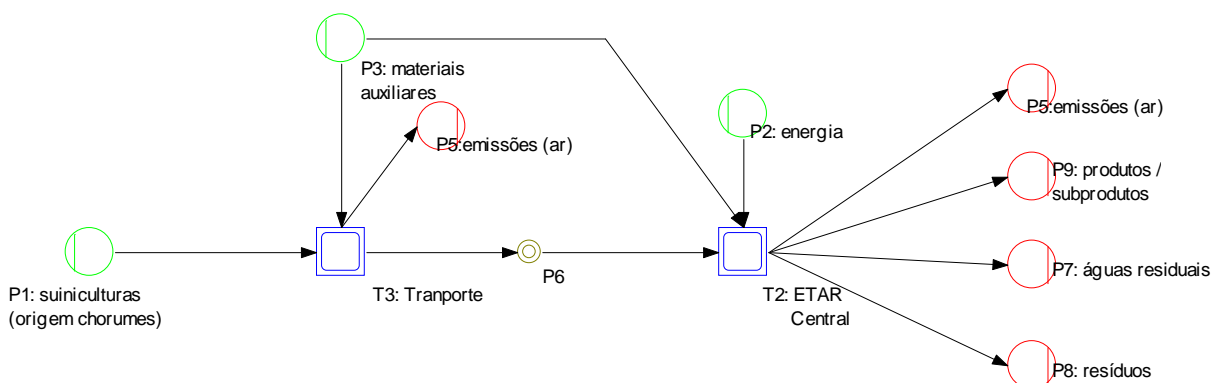 P3: materiais
auxiliares
P5:emissões (ar)
P2: energia
P5:emissões (ar)
P9: produtos /
subprodutos
P7: águas residuais
P8: resíduos
P1: suiniculturas
(origem chorumes)
T3: Tranporte
P6
T2: ETAR
Central